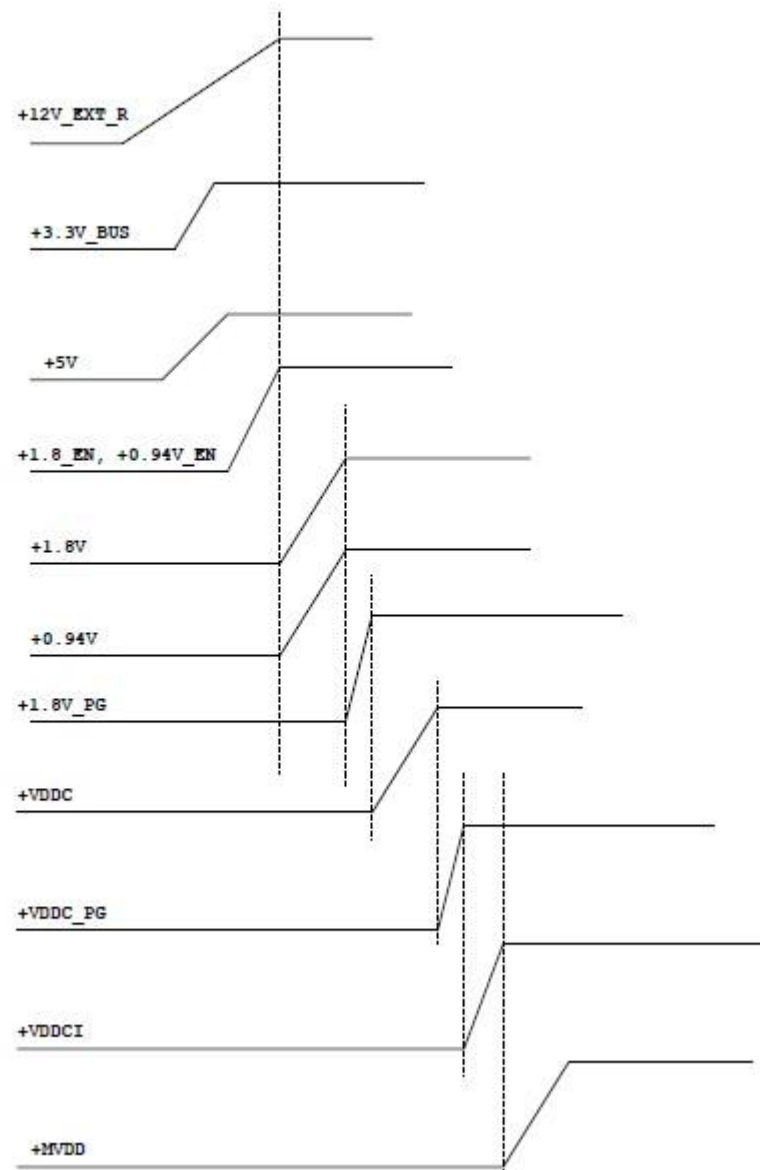 +12V_EXT_R
+3.3V_BUS
+5V
+1.8_EN, +0.94V_EN
+1.8V
+0.94V
+1.8V_PG
+VDDC
+VDDC_PG
+VDDCI
+MVDD